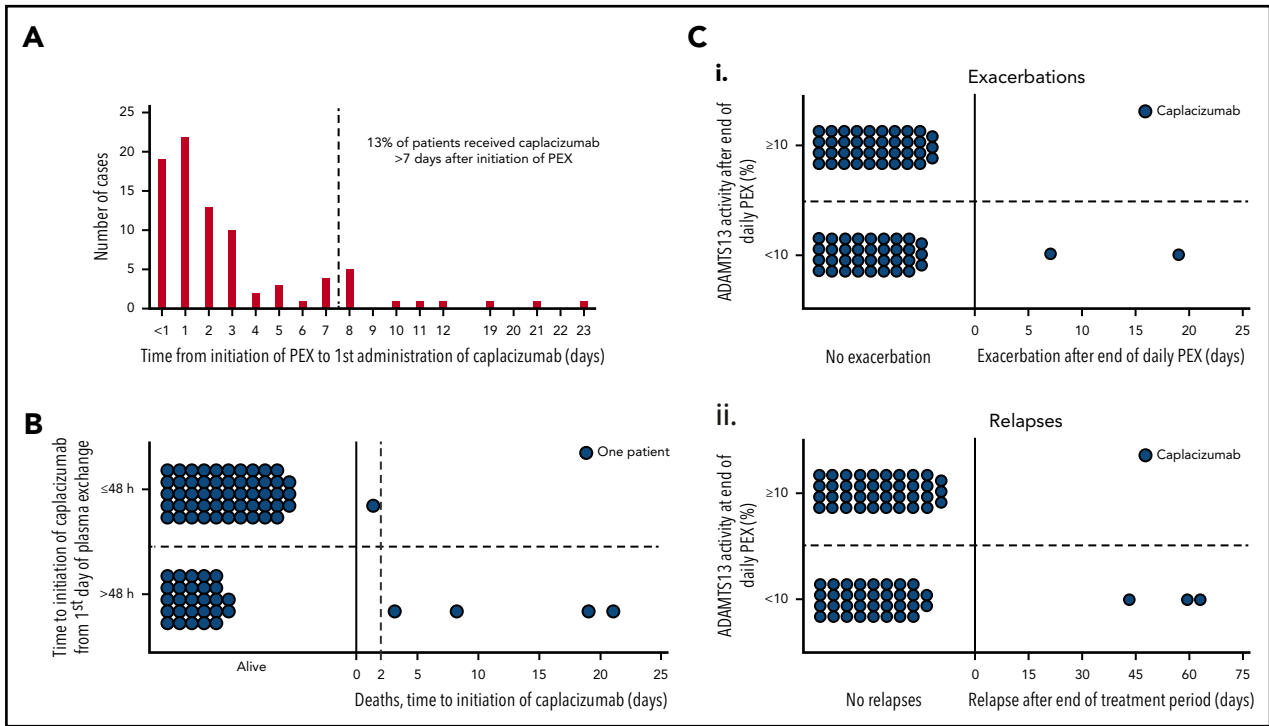 A
25
20
15
10
5
0
Number of cases
13% of patients received caplacizumab
>7 days after initiation of PEX
<1 1 2 3 4 5 6 7 8 9 10 11 12 19 20 21 22 23
Time from initiation of PEX to 1st administration of caplacizumab (days)
B
Time to initiation of caplacizumab
from 1st day of plasma exchange
≤48 h
>48 h
One patient
Alive
0 2 5 10 15 20 25
Deaths, time to initiation of caplacizumab (days)
C
i.
Exacerbations
Caplacizumab
ADAMTS13 activity after end of
daily PEX (%)
≥10
<10
0 5 10 15 20 25
No exacerbation
Exacerbation after end of daily PEX (days)
ii.
Relapses
Caplacizumab
ADAMTS13 activity at end of
daily PEX (%)
≥10
<10
0 15 30 45 60 75
No relapses
Relapse after end of treatment period (days)